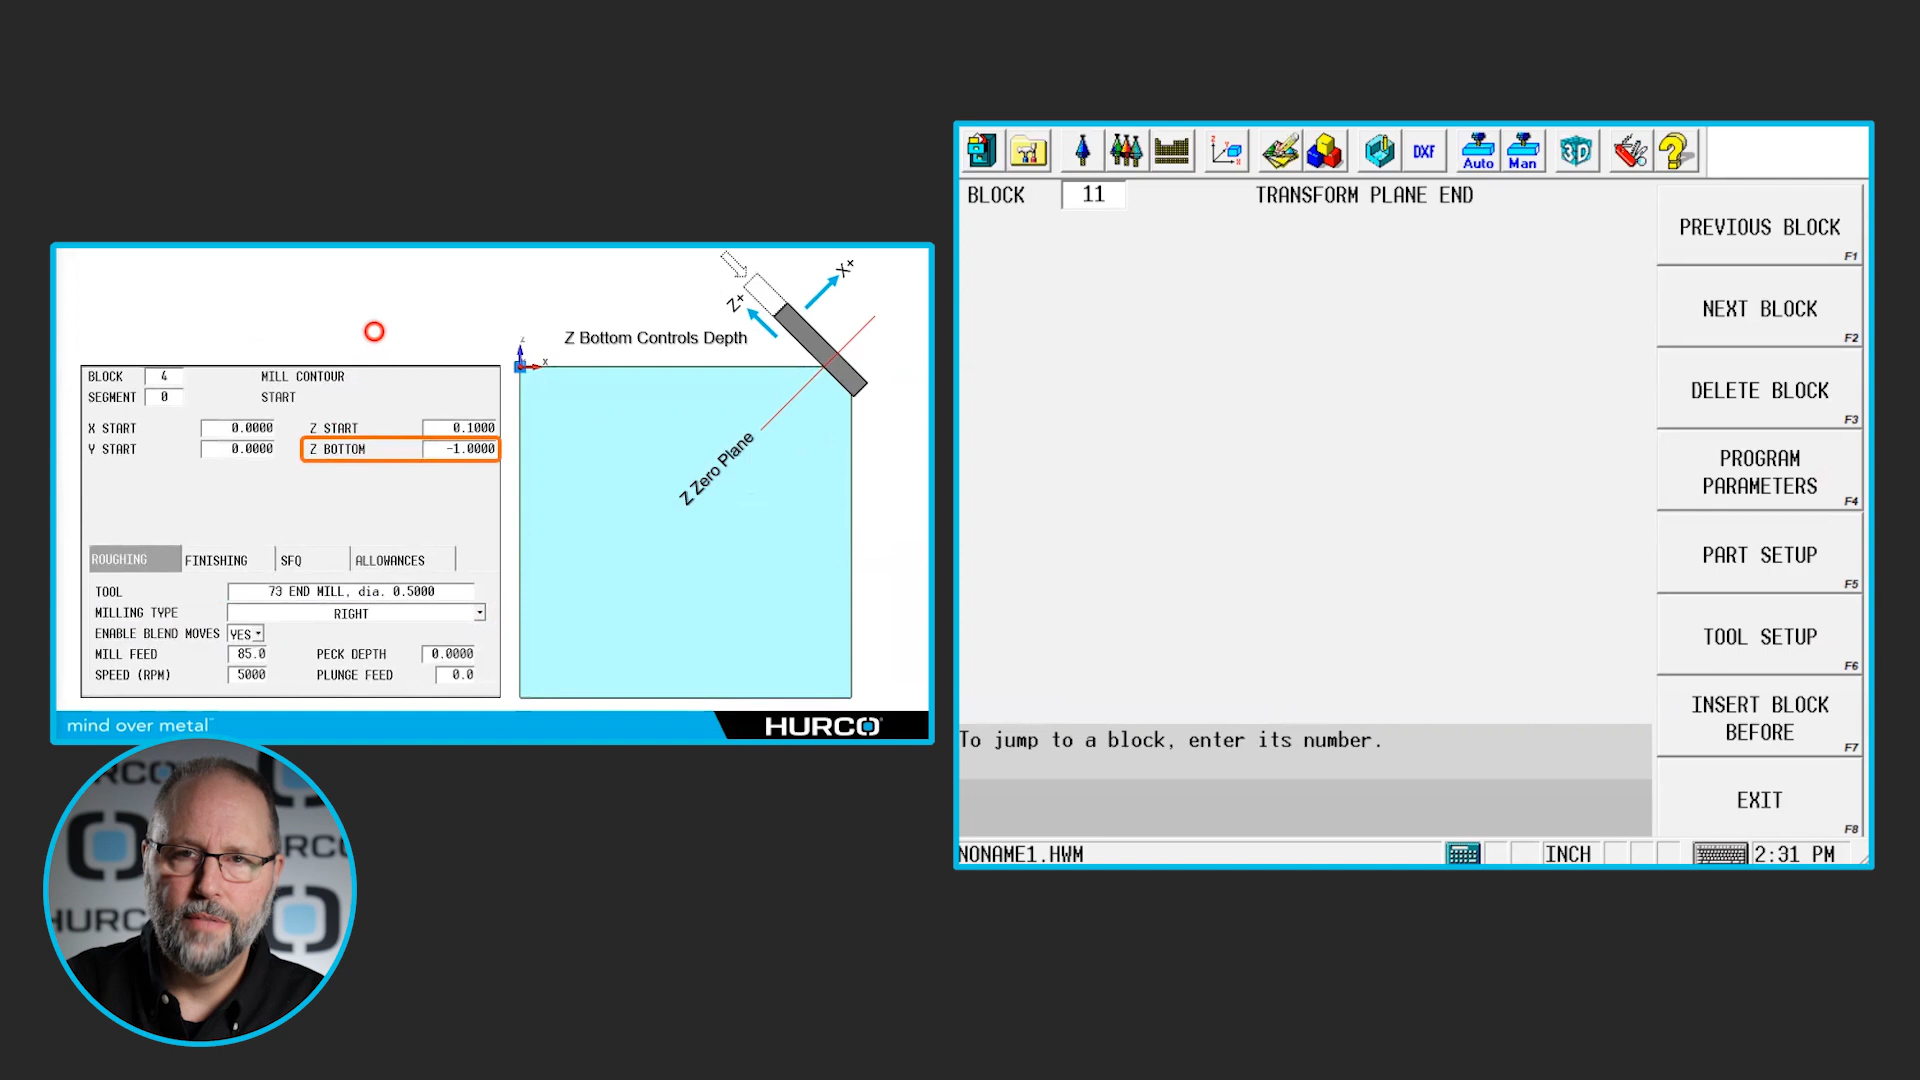 Z Bottom Controls Depth
Z+
X+
z
x
Z Zero Plane
BLOCK 4 MILL CONTOUR
SEGMENT 0 START
X START 0.0000 Z START 0.1000
Y START 0.0000 Z BOTTOM -1.0000
ROUGHING FINISHING SFQ ALLOWANCES
TOOL 73 END MILL, dia. 0.5000
MILLING TYPE RIGHT
ENABLE BLEND MOVES YES
MILL FEED 85.0 PECK DEPTH 0.0000
SPEED (RPM) 5000 PLUNGE FEED 0.0
mind over metal™ HURCO®
HURCO
DXF
Auto
Man
3D
BLOCK 11 TRANSFORM PLANE END
PREVIOUS BLOCK
F1
NEXT BLOCK
F2
DELETE BLOCK
F3
PROGRAM
PARAMETERS
F4
PART SETUP
F5
TOOL SETUP
F6
INSERT BLOCK
BEFORE
F7
EXIT
F8
To jump to a block, enter its number.
NONAME1.HWM INCH 2:31 PM